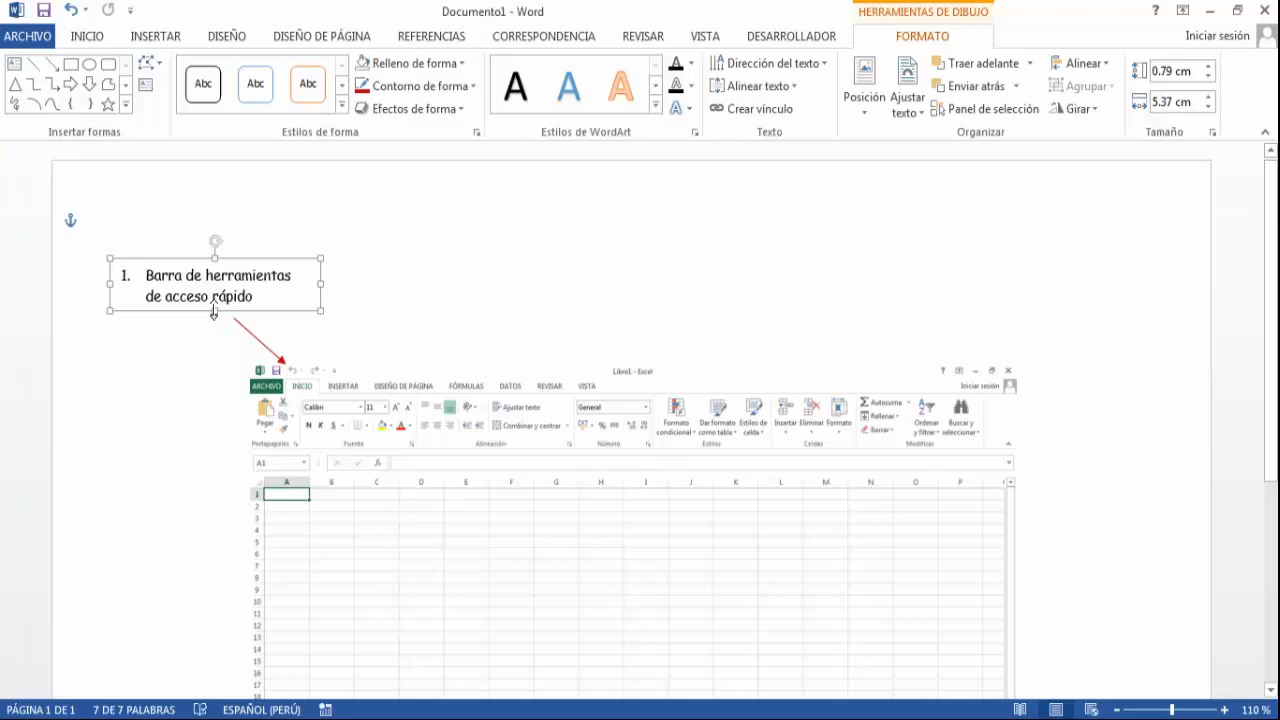 Documento1 - Word
HERRAMIENTAS DE DIBUJO
?
ARCHIVO INICIO INSERTAR DISEÑO DISEÑO DE PÁGINA REFERENCIAS CORRESPONDENCIA REVISAR VISTA DESARROLLADOR FORMATO Iniciar sesión
Abc Abc Abc
Relleno de forma
Contorno de forma
Efectos de forma
A A A
Dirección del texto
Alinear texto
Crear vínculo
Posición
Ajustar
texto
Traer adelante
Enviar atrás
Panel de selección
Alinear
Agrupar
Girar
0.79 cm
5.37 cm
Insertar formas Estilos de forma Estilos de WordArt Texto Organizar Tamaño
1. Barra de herramientas
de acceso rápido
Libro1 - Excel
?
ARCHIVO INICIO INSERTAR DISEÑO DE PÁGINA FÓRMULAS DATOS REVISAR VISTA Iniciar sesión
Pegar
Calibri 11
N K S
Ajustar texto
Combinar y centrar
General
% 000
Formato
condicional
Dar formato
como tabla
Estilos de
celda
Insertar Eliminar Formato
Autosuma
Rellenar
Borrar
Ordenar
y filtrar
Buscar y
seleccionar
Portapapeles Fuente Alineación Número Estilos Celdas Modificar
A1 fx
A B C D E F G H I J K L M N O P
1
2
3
4
5
6
7
8
9
10
11
12
13
14
15
16
17
18
PÁGINA 1 DE 1 7 DE 7 PALABRAS ESPAÑOL (PERÚ) 110 %